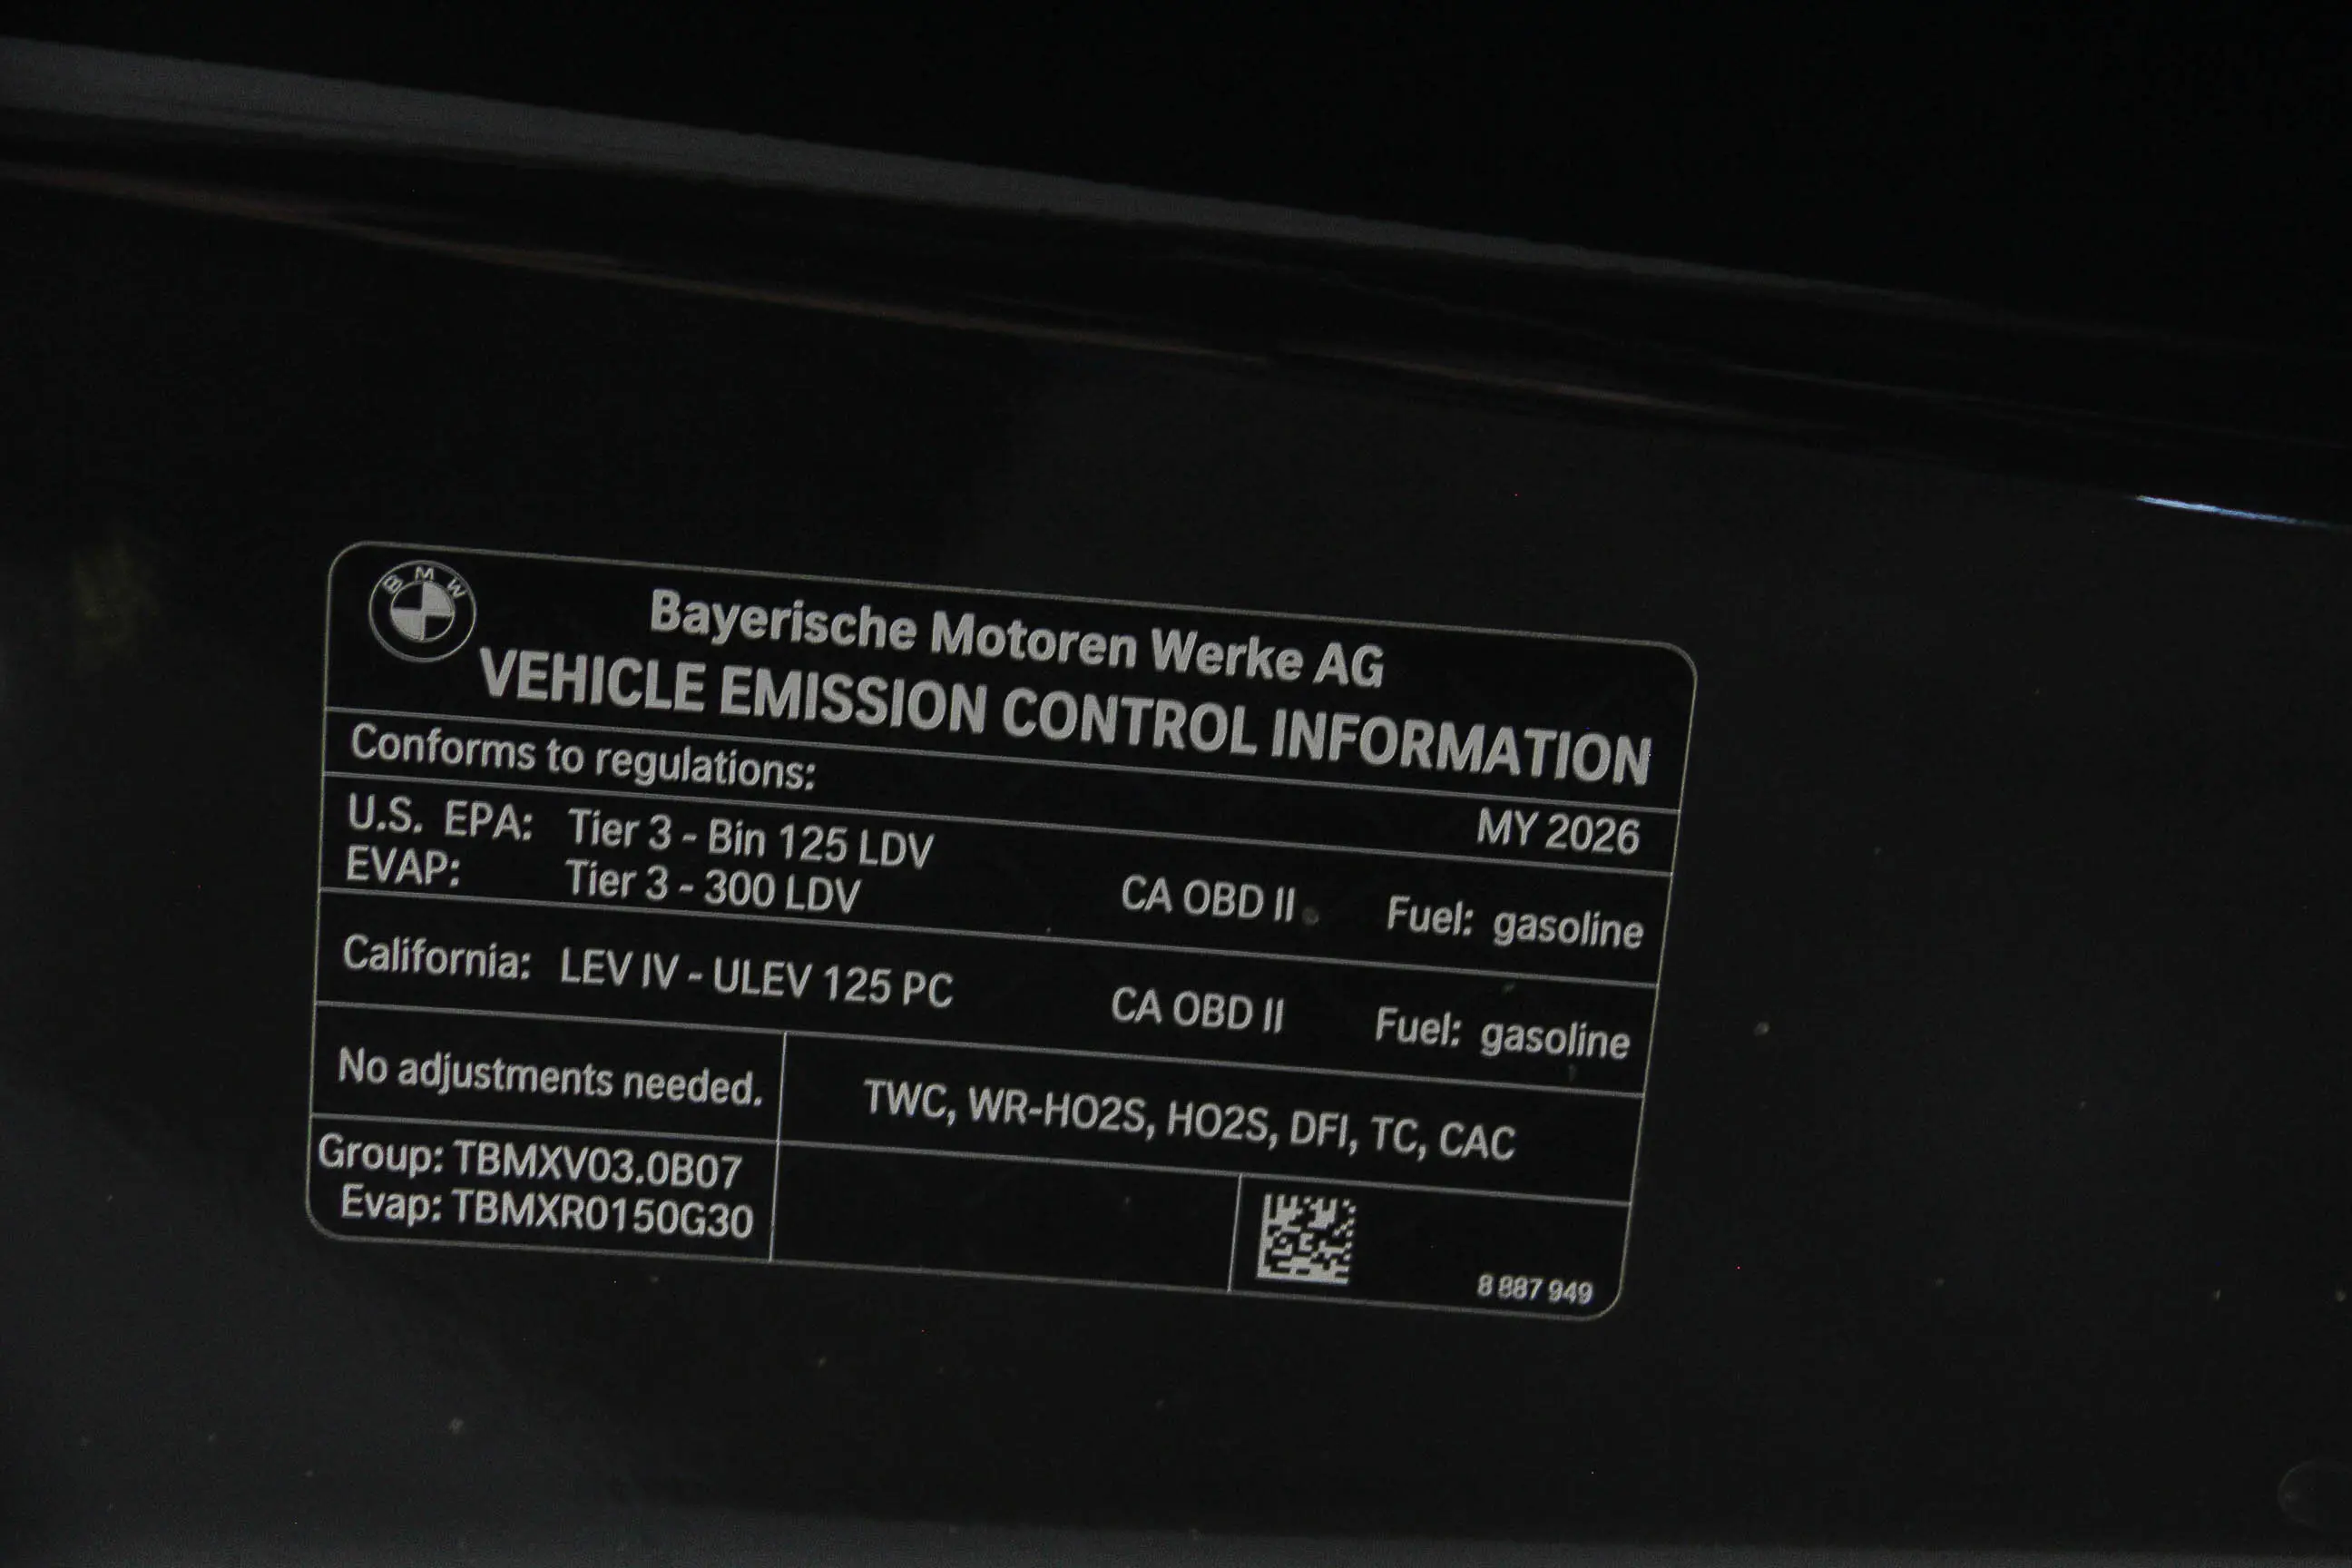 BMW
Bayerische Motoren Werke AG
VEHICLE EMISSION CONTROL INFORMATION
Conforms to regulations: MY 2026
U.S. EPA: Tier 3 - Bin 125 LDV
EVAP: Tier 3 - 300 LDV CA OBD II Fuel: gasoline
California: LEV IV - ULEV 125 PC CA OBD II Fuel: gasoline
No adjustments needed. TWC, WR-HO2S, HO2S, DFI, TC, CAC
Group: TBMXV03.0B07
Evap: TBMXR0150G30
8 887 949